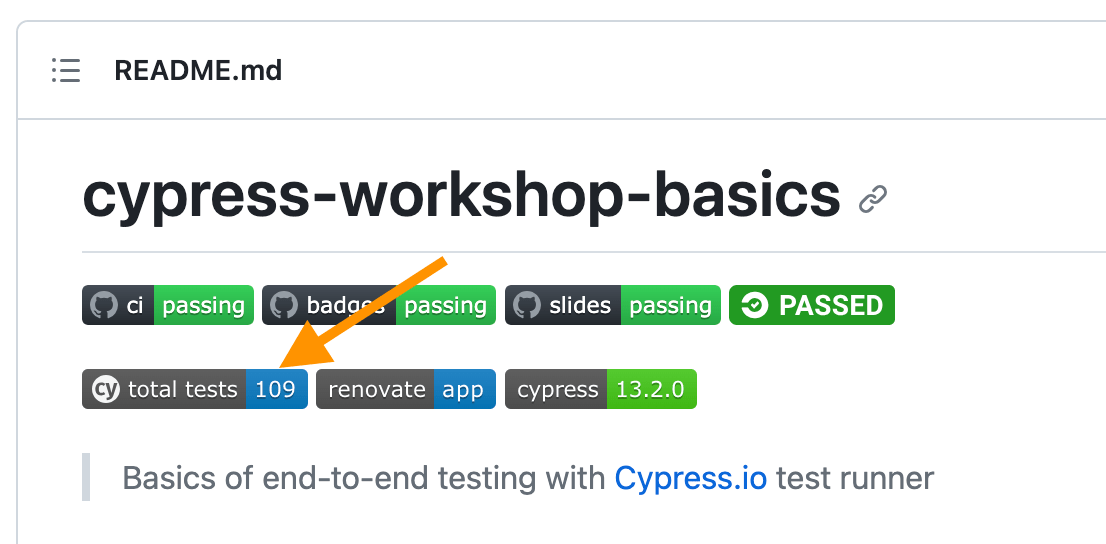 README.md
cypress-workshop-basics
ci passing badges passing slides passing PASSED
cy total tests 109 renovate app cypress 13.2.0
Basics of end-to-end testing with Cypress.io test runner